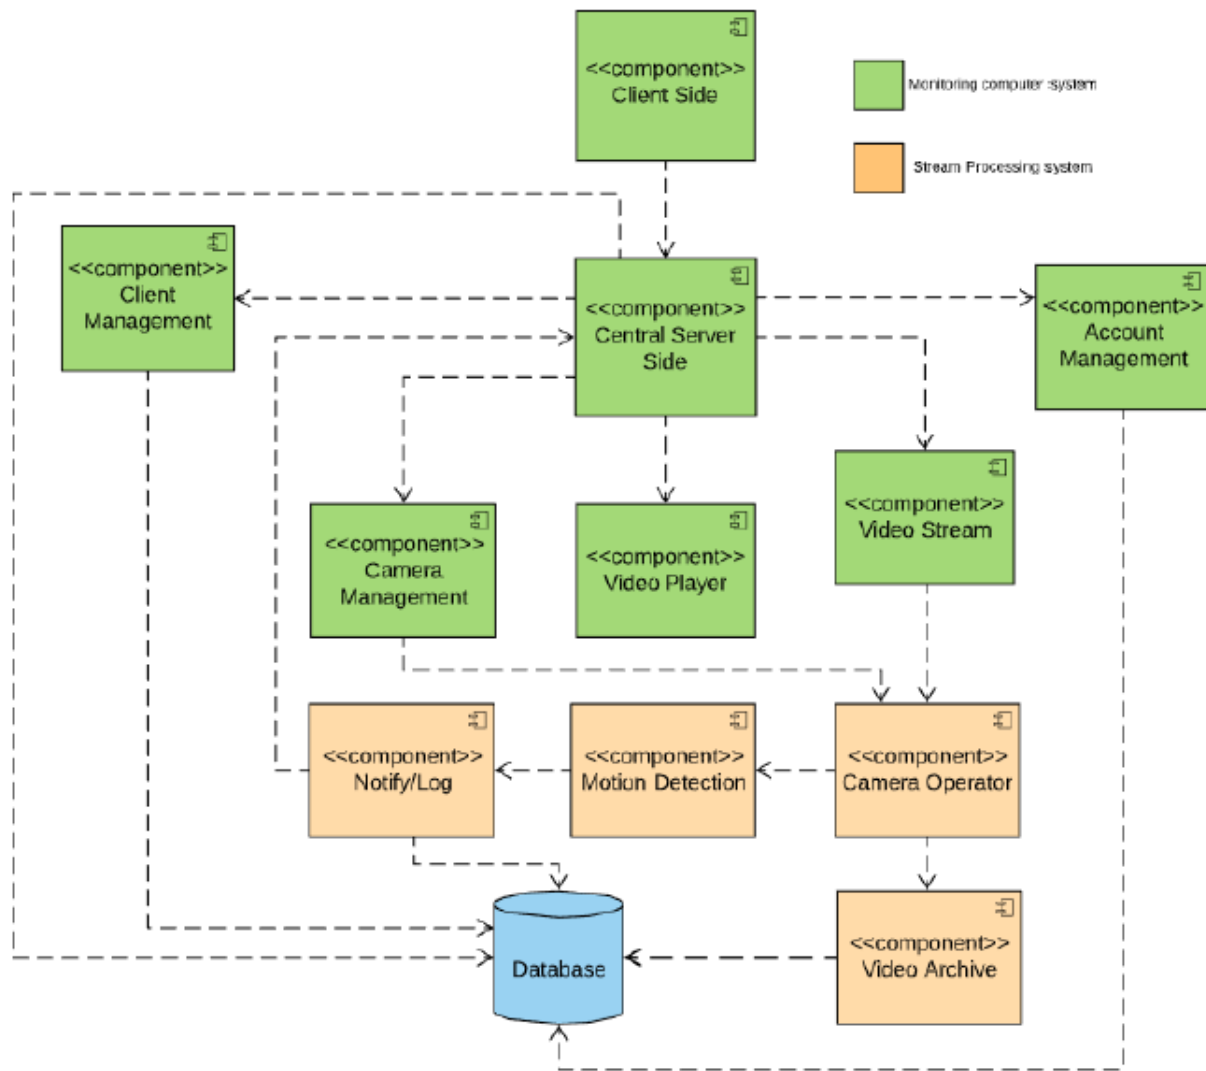 <<component>>
Client Side
Monitoring computer system
Stream Processing system
<<component>>
Client
Management
<<component>>
Central Server
Side
<<component>>
Account
Management
<<component>>
Camera
Management
<<component>>
Video Player
<<component>>
Video Stream
<<component>>
Notify/Log
<<component>>
Motion Detection
<<component>>
Camera Operator
Database
<<component>>
Video Archive